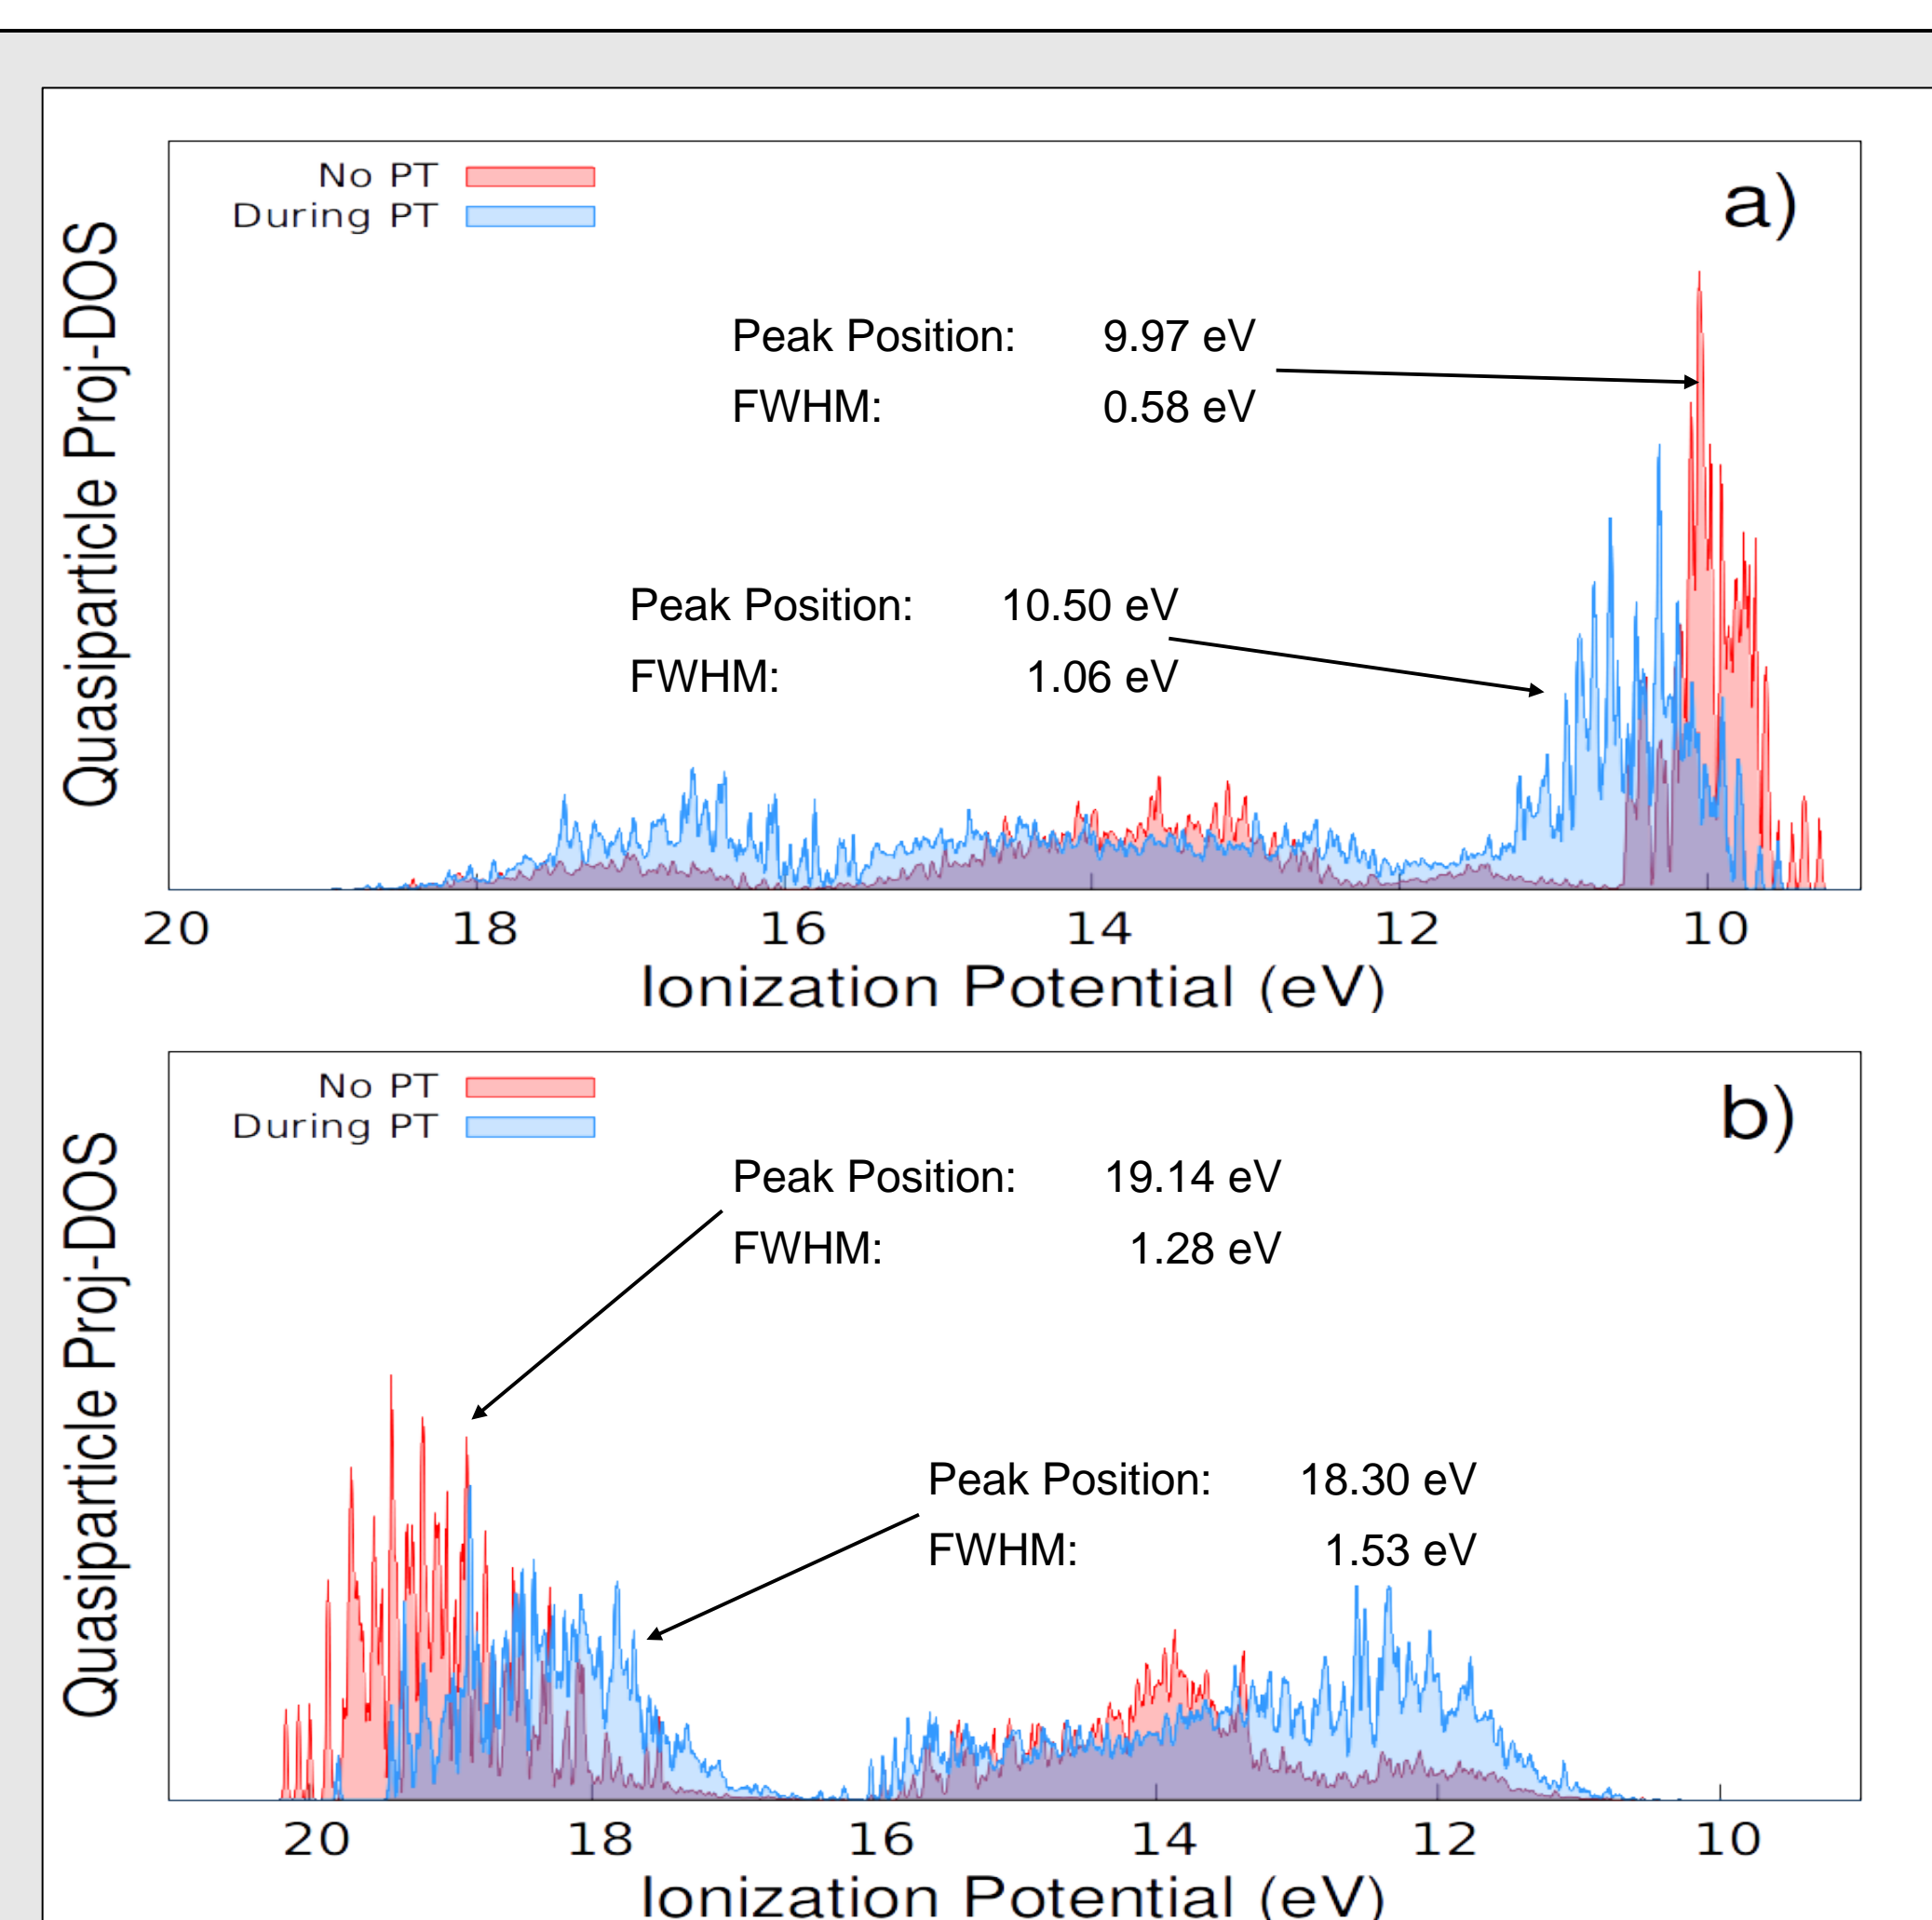 No PT
During PT
a)
Quasiparticle Proj-DOS
Peak Position: 9.97 eV
FWHM: 0.58 eV
Peak Position: 10.50 eV
FWHM: 1.06 eV
20 18 16 14 12 10
Ionization Potential (eV)
No PT
During PT
b)
Quasiparticle Proj-DOS
Peak Position: 19.14 eV
FWHM: 1.28 eV
Peak Position: 18.30 eV
FWHM: 1.53 eV
20 18 16 14 12 10
Ionization Potential (eV)